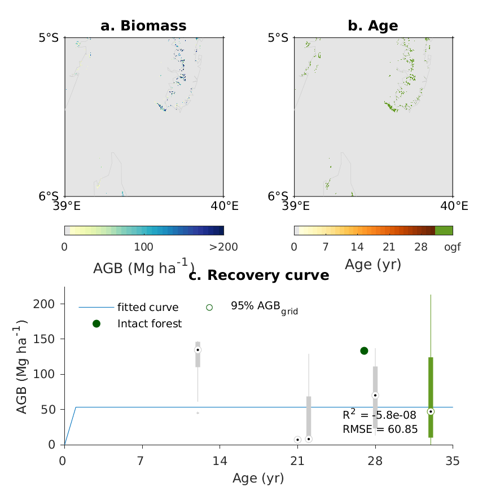 a. Biomass
b. Age
5°S
6°S
39°E
40°E
5°S
6°S
39°E
40°E
0
100
>200
AGB (Mg ha⁻¹)
0
7
14
21
28
ogf
Age (yr)
c. Recovery curve
fitted curve
95% AGB_grid
Intact forest
200
150
100
50
0
AGB (Mg ha⁻¹)
R² = -5.8e-08
RMSE = 60.85
0
7
14
21
28
35
Age (yr)